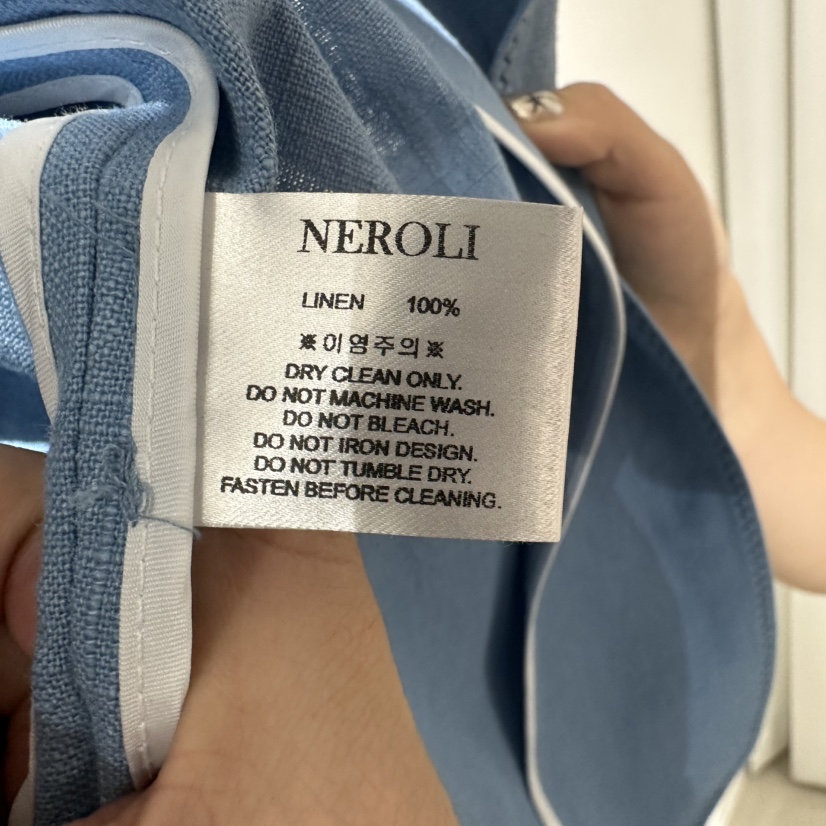 NEROLI
LINEN 100%
※이염주의※
DRY CLEAN ONLY.
DO NOT MACHINE WASH.
DO NOT BLEACH.
DO NOT IRON DESIGN.
DO NOT TUMBLE DRY.
FASTEN BEFORE CLEANING.